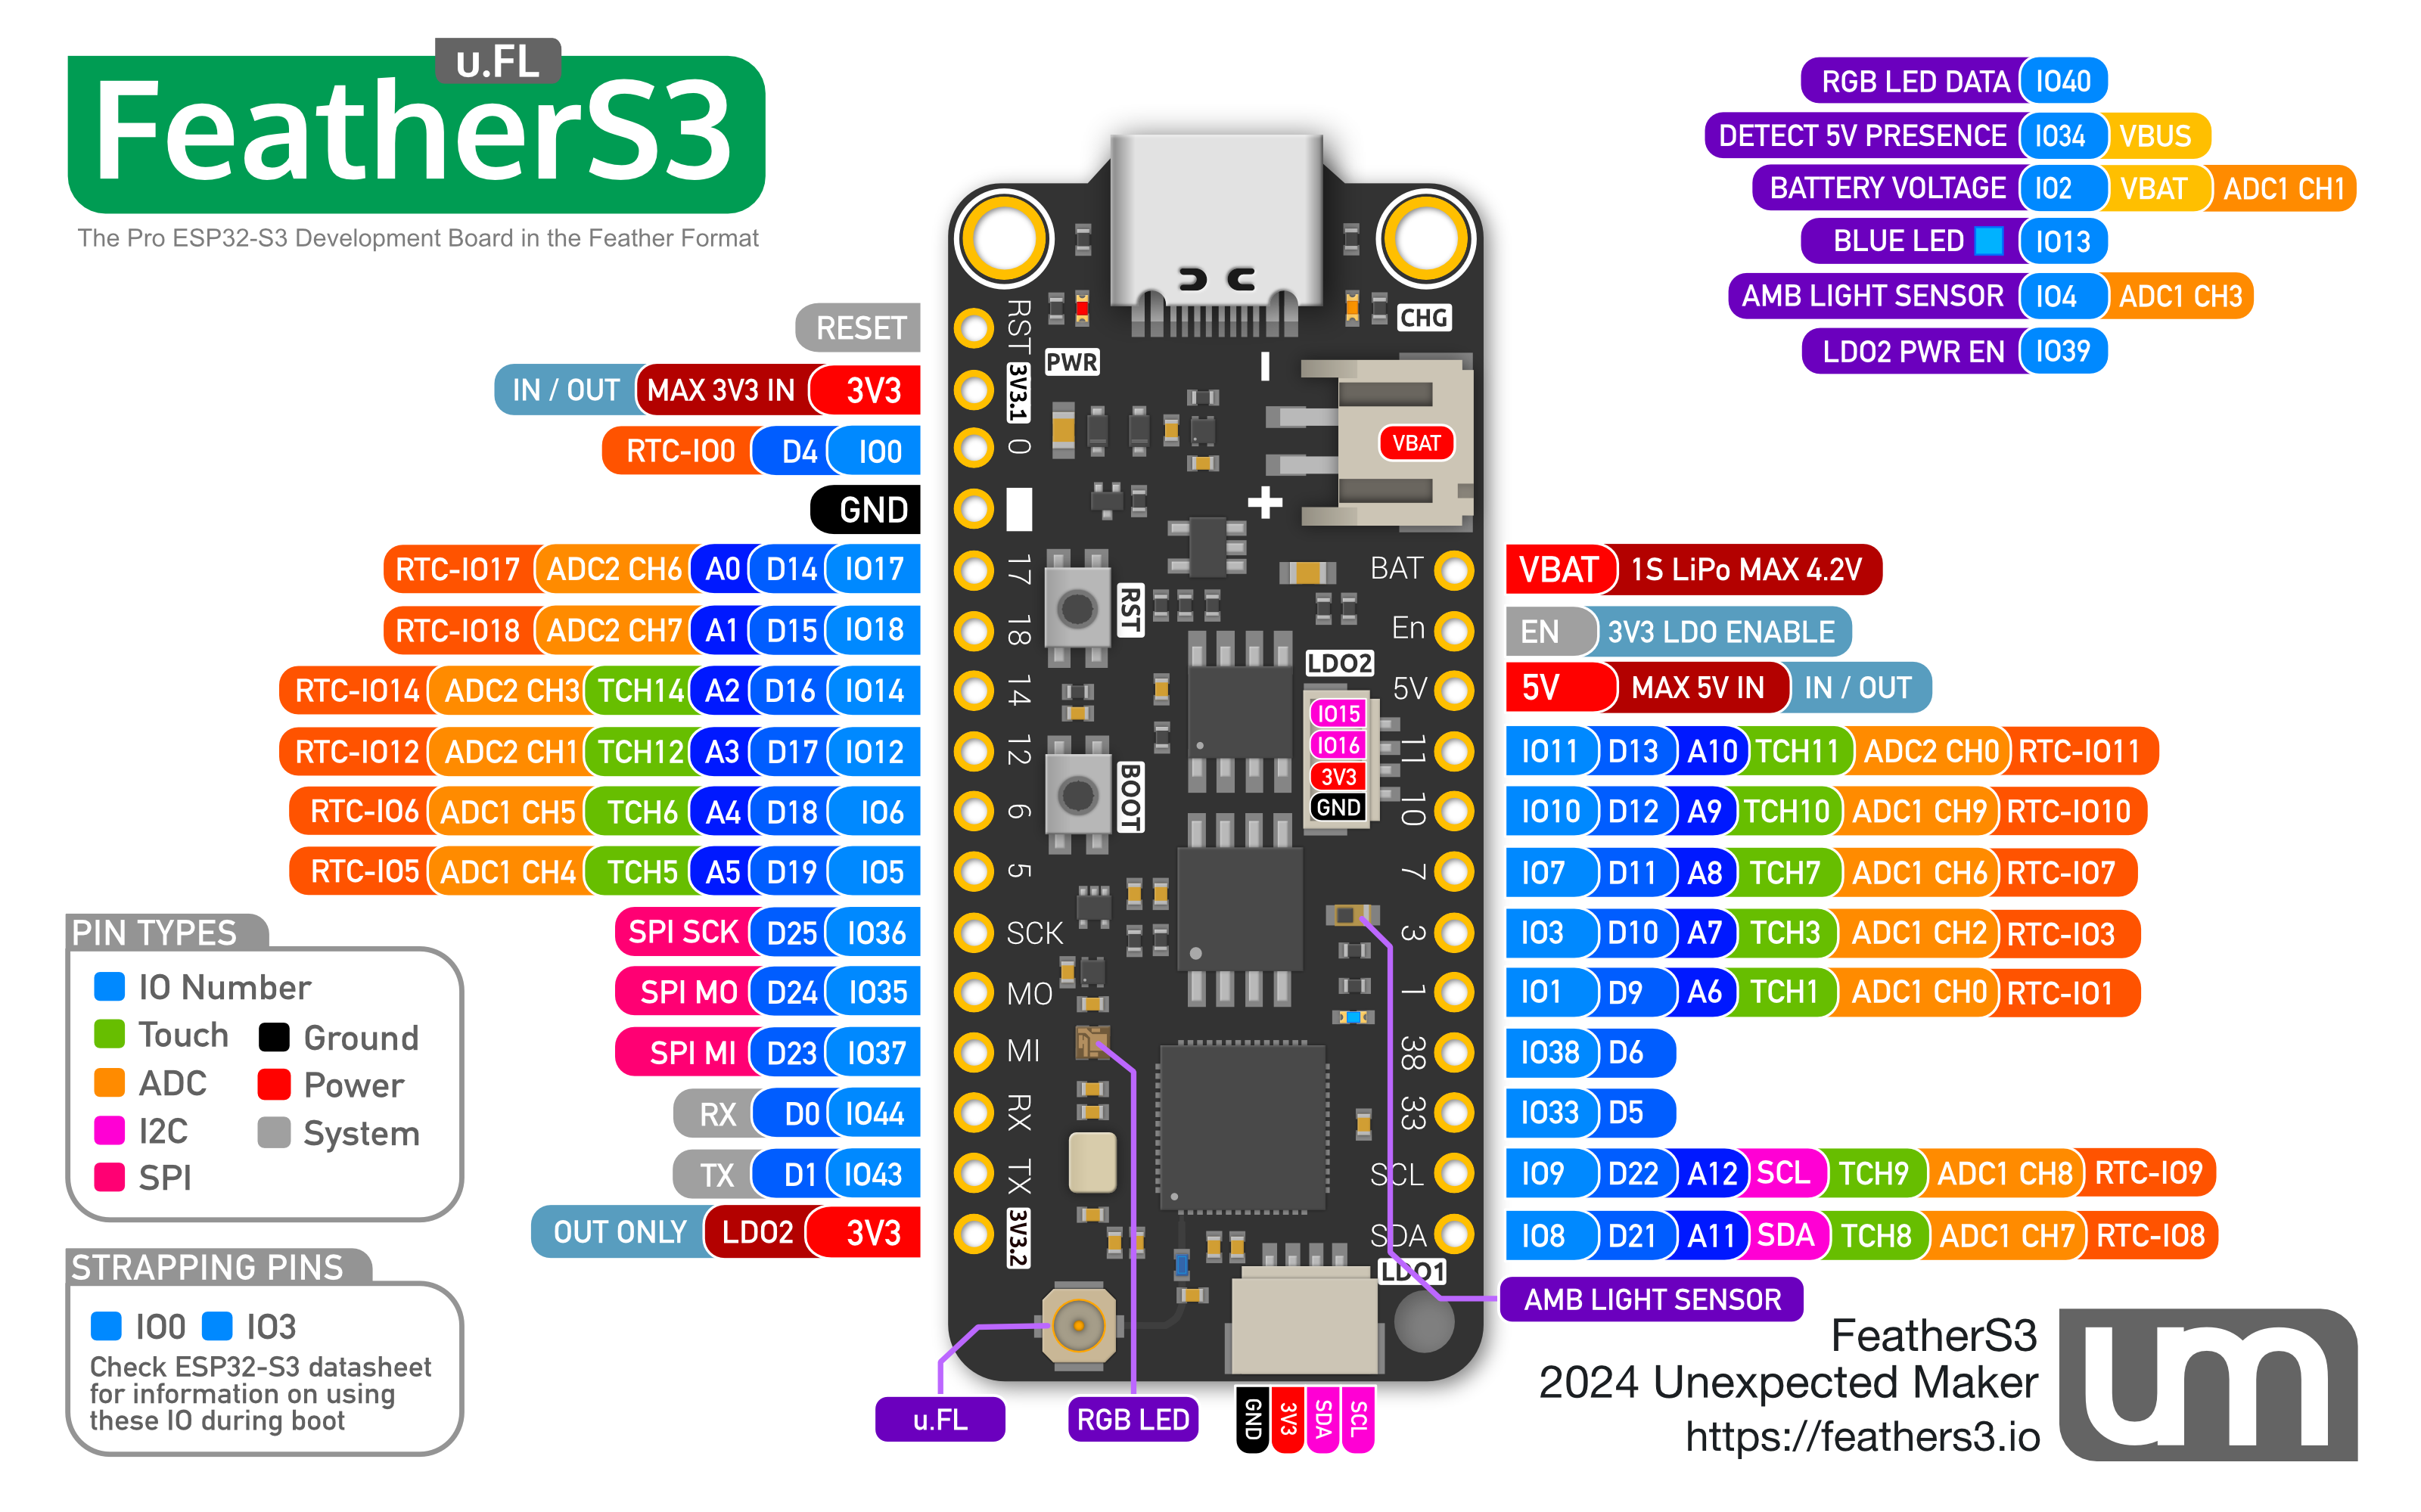 u.FL
FeatherS3
The Pro ESP32-S3 Development Board in the Feather Format
RGB LED DATA IO40
DETECT 5V PRESENCE IO34 VBUS
BATTERY VOLTAGE IO2 VBAT ADC1 CH1
BLUE LED IO13
AMB LIGHT SENSOR IO4 ADC1 CH3
LDO2 PWR EN IO39
RESET
IN / OUT MAX 3V3 IN 3V3
RTC-IO0 D4 IO0
GND
RTC-IO17 ADC2 CH6 A0 D14 IO17
RTC-IO18 ADC2 CH7 A1 D15 IO18
RTC-IO14 ADC2 CH3 TCH14 A2 D16 IO14
RTC-IO12 ADC2 CH1 TCH12 A3 D17 IO12
RTC-IO6 ADC1 CH5 TCH6 A4 D18 IO6
RTC-IO5 ADC1 CH4 TCH5 A5 D19 IO5
SPI SCK D25 IO36
SPI MO D24 IO35
SPI MI D23 IO37
RX D0 IO44
TX D1 IO43
OUT ONLY LDO2 3V3
RST
3V3.1
0
17
18
14
12
6
5
SCK
MO
MI
RX
TX
3V3.2
PWR
CHG
-
VBAT
+
RST
BOOT
LDO2
IO15
IO16
3V3
GND
BAT
En
5V
11
10
7
3
1
38
33
SCL
SDA
LDO1
VBAT 1S LiPo MAX 4.2V
EN 3V3 LDO ENABLE
5V MAX 5V IN IN / OUT
IO11 D13 A10 TCH11 ADC2 CH0 RTC-IO11
IO10 D12 A9 TCH10 ADC1 CH9 RTC-IO10
IO7 D11 A8 TCH7 ADC1 CH6 RTC-IO7
IO3 D10 A7 TCH3 ADC1 CH2 RTC-IO3
IO1 D9 A6 TCH1 ADC1 CH0 RTC-IO1
IO38 D6
IO33 D5
IO9 D22 A12 SCL TCH9 ADC1 CH8 RTC-IO9
IO8 D21 A11 SDA TCH8 ADC1 CH7 RTC-IO8
AMB LIGHT SENSOR
PIN TYPES
IO Number
Touch
Ground
ADC
Power
I2C
System
SPI
STRAPPING PINS
IO0 IO3
Check ESP32-S3 datasheet
for information on using
these IO during boot
u.FL
RGB LED
GND
3V3
SDA
SCL
FeatherS3
2024 Unexpected Maker
https://feathers3.io
um